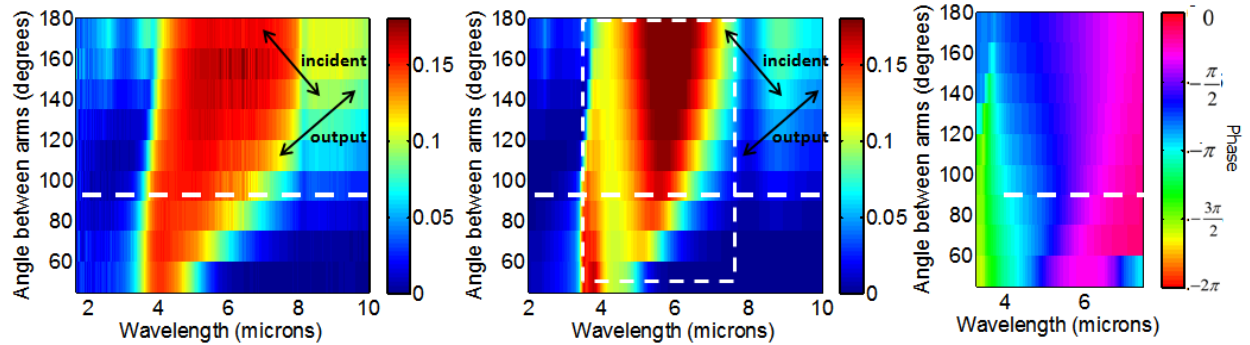 180
160
140
120
100
80
60
Angle between arms (degrees)
2
4
6
8
10
Wavelength (microns)
incident
output
0.15
0.1
0.05
0
180
160
140
120
100
80
60
Angle between arms (degrees)
2
4
6
8
10
Wavelength (microns)
incident
output
0.15
0.1
0.05
0
180
160
140
120
100
80
60
Angle between arms (degrees)
4
6
Wavelength (microns)
0
-π/2
-π
-3π/2
-2π
Phase